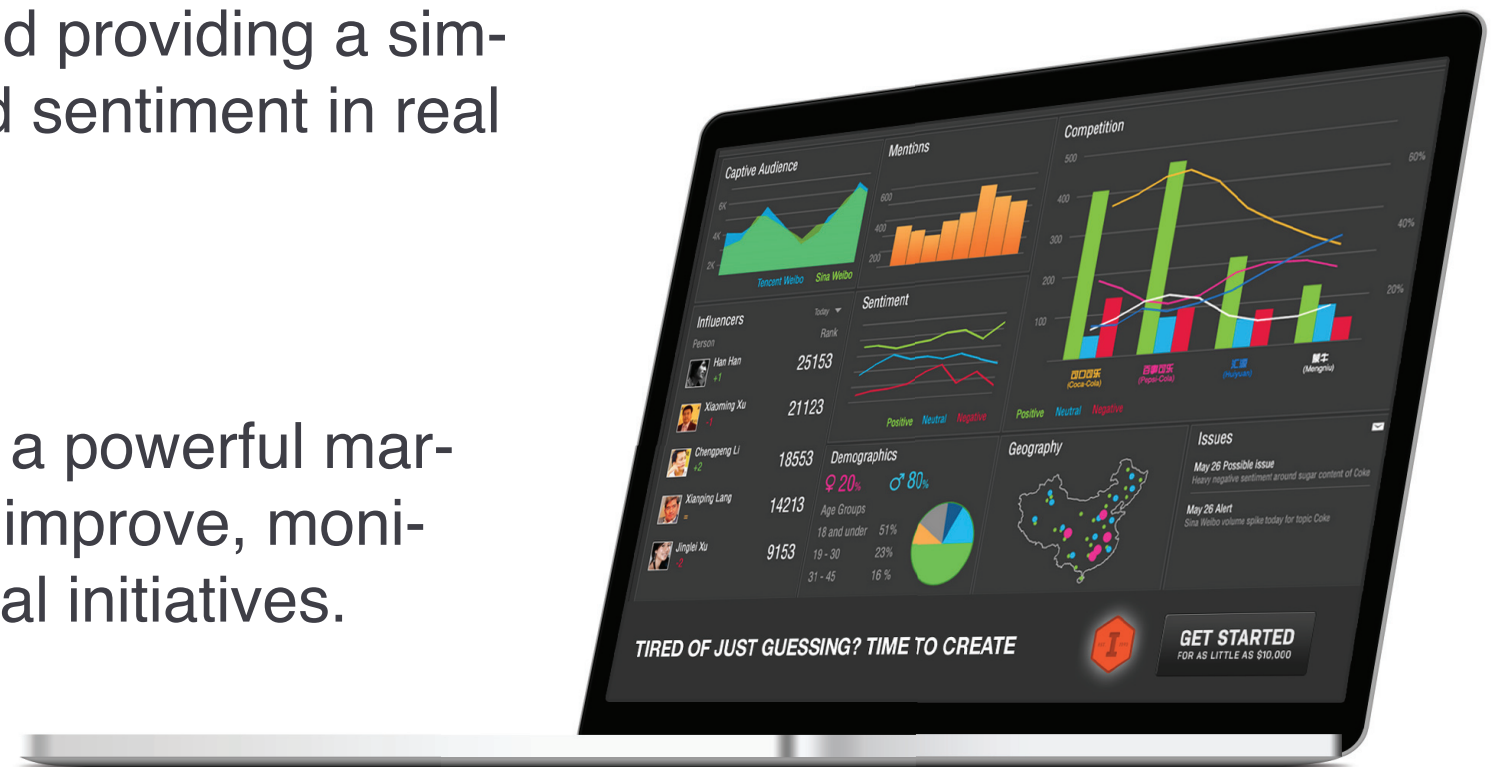 d providing a sim-
d sentiment in real
a powerful mar-
improve, moni-
al initiatives.
Captive Audience
6K
4K
2K
Tencent Weibo Sina Weibo
Mentions
600
400
200
Competition
500
400
300
200
100
60%
40%
20%
可口可乐
(Coca-Cola)
百事可乐
(Pepsi-Cola)
汇源
(Huiyuan)
蒙牛
(Mengniu)
Positive Neutral Negative
Influencers
Today
Person Rank
Han Han 25153
+1
Xiaoming Xu 21123
-1
Chengpeng Li 18553
+2
Xianping Lang 14213
=
Jinglei Xu 9153
-2
Sentiment
Positive Neutral Negative
Demographics
♀ 20% ♂ 80%
Age Groups
18 and under 51%
19 - 30 23%
31 - 45 16 %
Geography
Issues
May 26 Possible issue
Heavy negative sentiment around sugar content of Coke
May 26 Alert
Sina Weibo volume spike today for topic Coke
TIRED OF JUST GUESSING? TIME TO CREATE
I
GET STARTED
FOR AS LITTLE AS $10,000